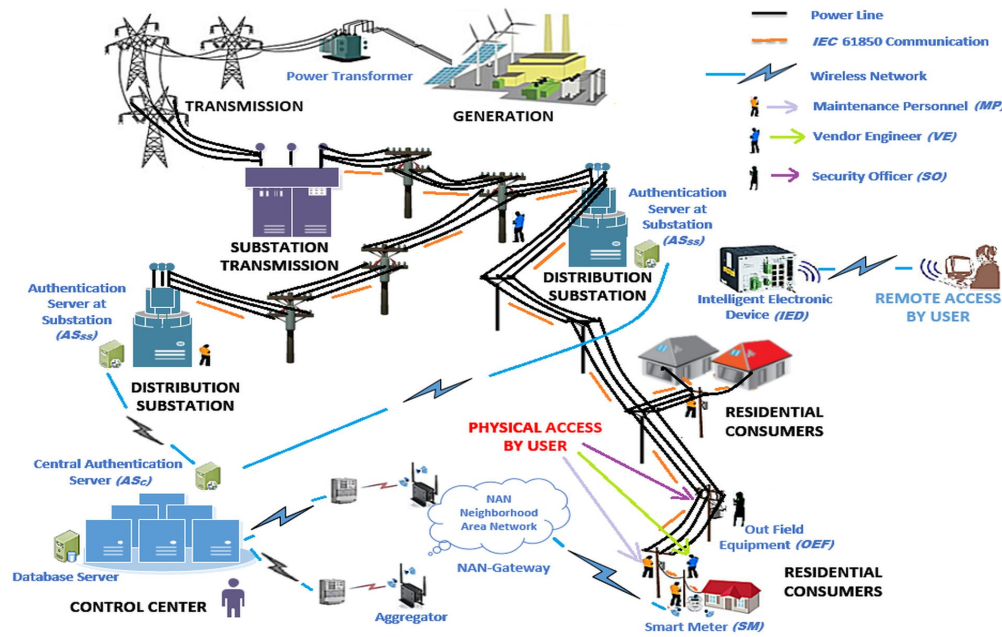 Power Line
IEC 61850 Communication
Wireless Network
Maintenance Personnel (MP)
Vendor Engineer (VE)
Security Officer (SO)
Power Transformer
TRANSMISSION
GENERATION
SUBSTATION
TRANSMISSION
Authentication
Server at
Substation
(ASss)
DISTRIBUTION
SUBSTATION
Intelligent Electronic
Device (IED)
REMOTE ACCESS
BY USER
Authentication
Server at
Substation
(ASss)
DISTRIBUTION
SUBSTATION
RESIDENTIAL
CONSUMERS
PHYSICAL ACCESS
BY USER
Central Authentication
Server (ASC)
NAN
Neighborhood
Area Network
NAN-Gateway
Out Field
Equipment (OEF)
Database Server
CONTROL CENTER
Aggregator
RESIDENTIAL
CONSUMERS
Smart Meter (SM)